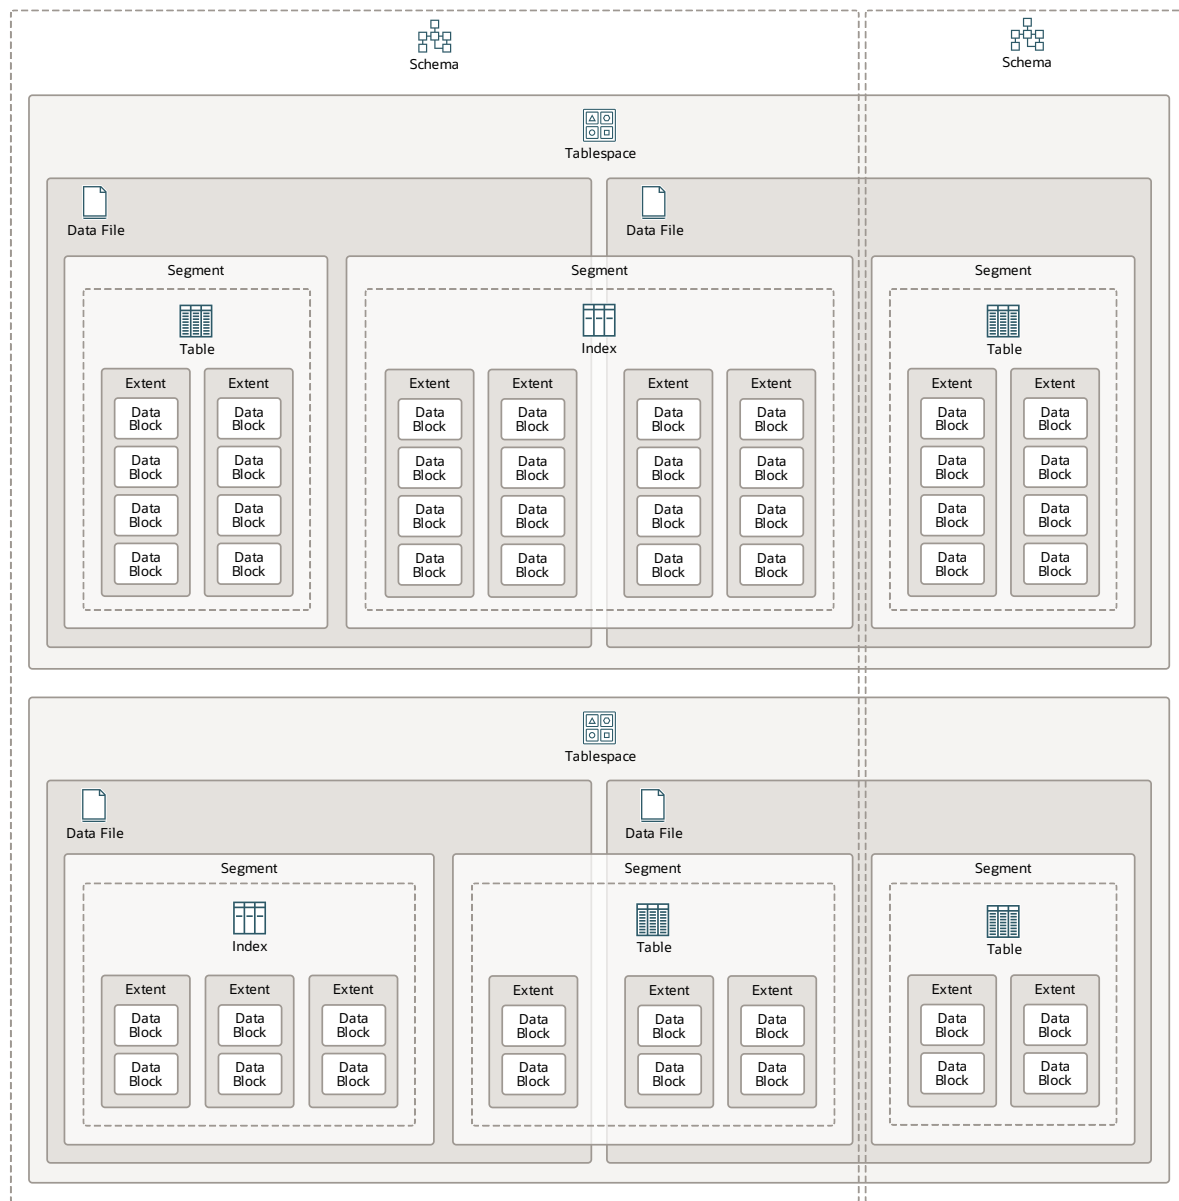 Schema
Schema
Tablespace
Data File
Data File
Segment
Segment
Segment
Table
Index
Table
Extent
Extent
Extent
Extent
Extent
Extent
Extent
Extent
Data
Block
Data
Block
Data
Block
Data
Block
Data
Block
Data
Block
Data
Block
Data
Block
Data
Block
Data
Block
Data
Block
Data
Block
Data
Block
Data
Block
Data
Block
Data
Block
Data
Block
Data
Block
Data
Block
Data
Block
Data
Block
Data
Block
Data
Block
Data
Block
Data
Block
Data
Block
Data
Block
Data
Block
Data
Block
Data
Block
Data
Block
Data
Block
Tablespace
Data File
Data File
Segment
Segment
Segment
Index
Table
Table
Extent
Extent
Extent
Extent
Extent
Extent
Extent
Extent
Data
Block
Data
Block
Data
Block
Data
Block
Data
Block
Data
Block
Data
Block
Data
Block
Data
Block
Data
Block
Data
Block
Data
Block
Data
Block
Data
Block
Data
Block
Data
Block